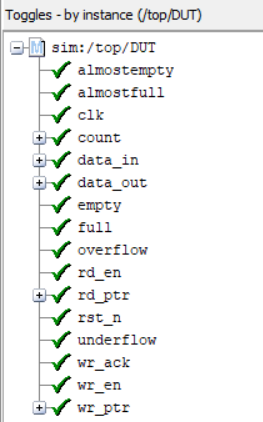 Toggles - by instance (/top/DUT)
sim:/top/DUT
almostempty
almostfull
clk
count
data_in
data_out
empty
full
overflow
rd_en
rd_ptr
rst_n
underflow
wr_ack
wr_en
wr_ptr